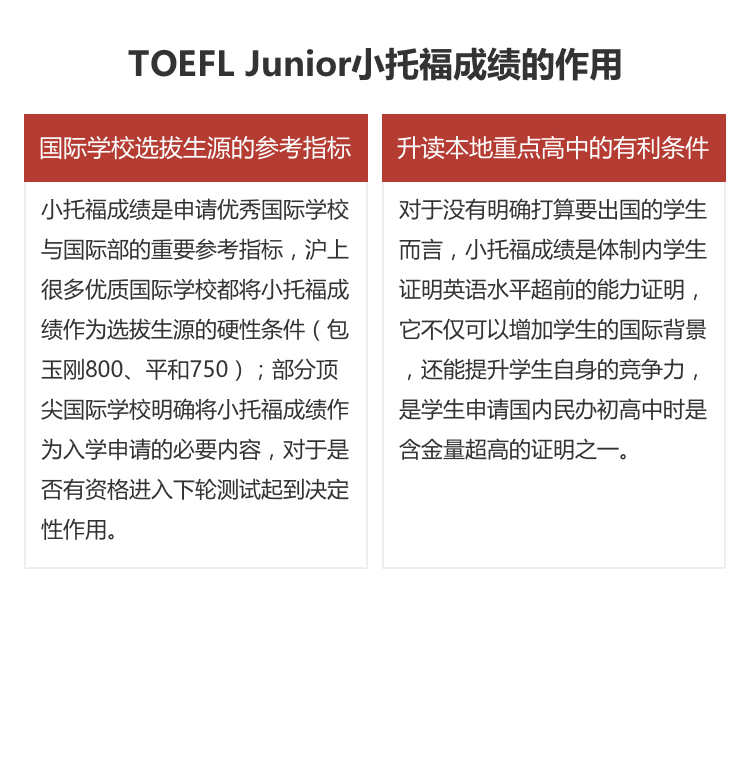 TOEFL Junior小托福成绩的作用
国际学校选拔生源的参考指标
小托福成绩是申请优秀国际学校
与国际部的重要参考指标，沪上
很多优质国际学校都将小托福成
绩作为选拔生源的硬性条件（包
玉刚800、平和750）；部分顶
尖国际学校明确将小托福成绩作
为入学申请的必要内容，对于是
否有资格进入下轮测试起到决定
性作用。
升读本地重点高中的有利条件
对于没有明确打算要出国的学生
而言，小托福成绩是体制内学生
证明英语水平超前的能力证明，
它不仅可以增加学生的国际背景
，还能提升学生自身的竞争力，
是学生申请国内民办初高中时是
含金量超高的证明之一。